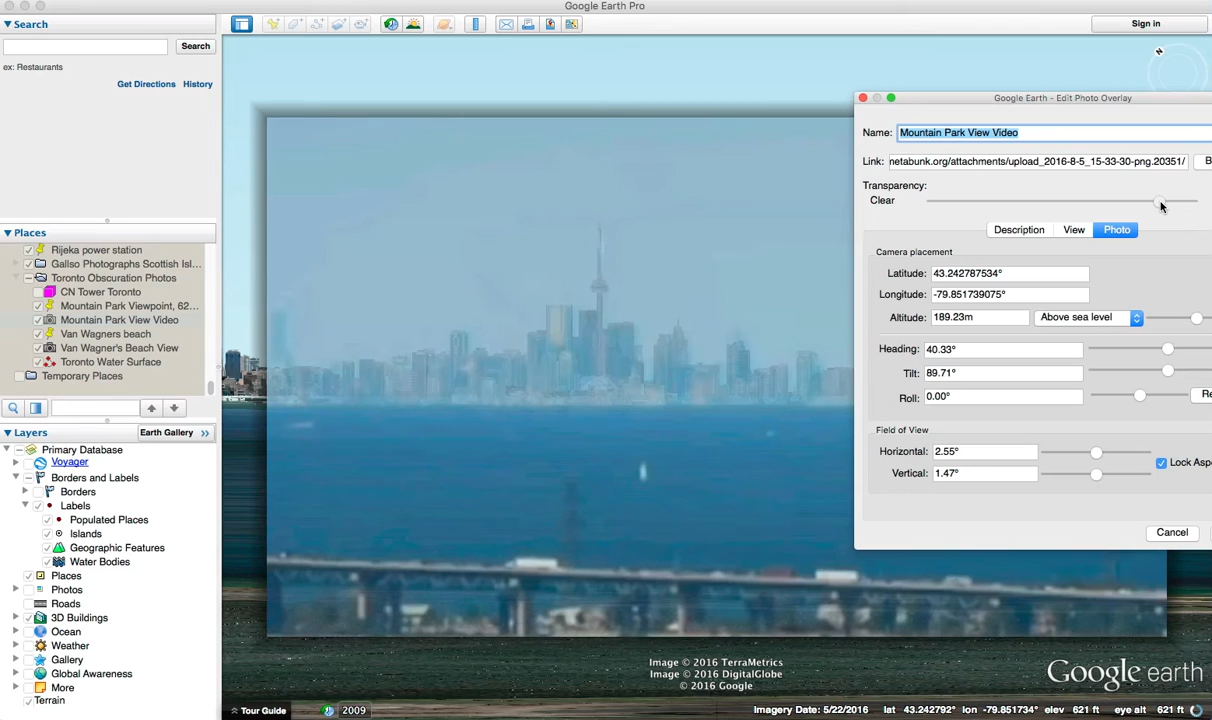 Google Earth Pro
Search
Search
ex: Restaurants
Get Directions
History
Sign in
Places
Rijeka power station
Gallso Photographs Scottish Isl...
Toronto Obscuration Photos
CN Tower Toronto
Mountain Park Viewpoint, 62...
Mountain Park View Video
Van Wagners beach
Van Wagner's Beach View
Toronto Water Surface
Temporary Places
Layers
Earth Gallery >>
Primary Database
Voyager
Borders and Labels
Borders
Labels
Populated Places
Islands
Geographic Features
Water Bodies
Places
Photos
Roads
3D Buildings
Ocean
Weather
Gallery
Global Awareness
More
Terrain
Google Earth - Edit Photo Overlay
Name: Mountain Park View Video
Link: netabunk.org/attachments/upload_2016-8-5_15-33-30-png.20351/ B
Transparency:
Clear
Description View Photo
Camera placement
Latitude: 43.242787534°
Longitude: -79.851739075°
Altitude: 189.23m Above sea level
Heading: 40.33°
Tilt: 89.71°
Roll: 0.00° Re
Field of View
Horizontal: 2.55°
Lock Aspe
Vertical: 1.47°
Cancel
Image © 2016 TerraMetrics
Image © 2016 DigitalGlobe
© 2016 Google
Google earth
Tour Guide
2009
Imagery Date: 5/22/2016 lat 43.242792° lon -79.851734° elev 621 ft eye alt 621 ft